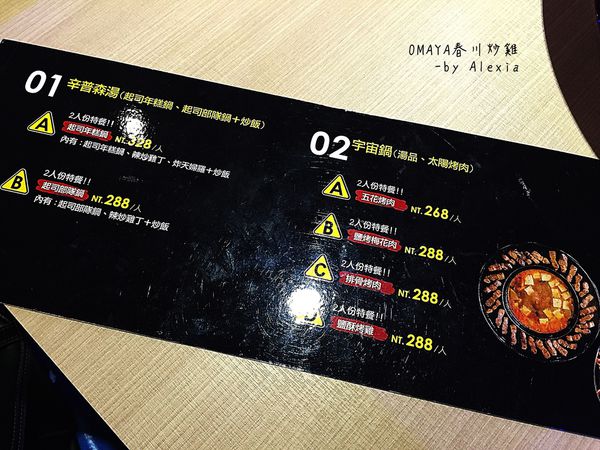 OMAYA春川炒雞
-by Alexia
01 辛普森湯(起司年糕鍋、起司部隊鍋+炒飯)
A
2人份特餐!!
起司年糕鍋 NT.328/人
內有:起司年糕鍋、辣炒雞丁、炸天婦羅+炒飯
B
2人份特餐!!
起司部隊鍋 NT.288/人
內有:起司部隊鍋、辣炒雞丁+炒飯
02 宇宙鍋(湯品、太陽烤肉)
A
2人份特餐!!
五花烤肉 NT.268/人
B
2人份特餐!!
鹽烤梅花肉 NT.288/人
C
2人份特餐!!
排骨烤肉 NT.288/人
D
2人份特餐!!
鹽酥烤雞 NT.288/人